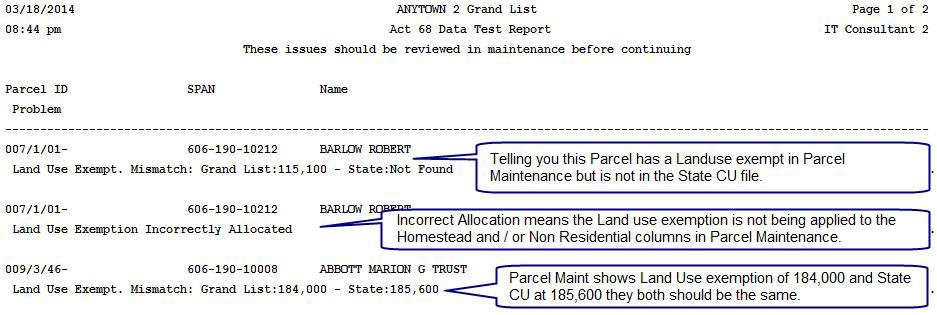 03/18/2014 ANYTOWN 2 Grand List Page 1 of 2
08:44 pm Act 68 Data Test Report IT Consultant 2
These issues should be reviewed in maintenance before continuing
Parcel ID SPAN Name
Problem
007/1/01- 606-190-10212 BARLOW ROBERT
Land Use Exempt. Mismatch: Grand List:115,100 - State:Not Found
Telling you this Parcel has a Landuse exempt in Parcel
Maintenance but is not in the State CU file.
007/1/01- 606-190-10212 BARLOW ROBERT
Land Use Exemption Incorrectly Allocated
Incorrect Allocation means the Land use exemption is not being applied to the
Homestead and / or Non Residential columns in Parcel Maintenance.
009/3/46- 606-190-10008 ABBOTT MARION G TRUST
Land Use Exempt. Mismatch: Grand List:184,000 - State:185,600
Parcel Maint shows Land Use exemption of 184,000 and State
CU at 185,600 they both should be the same.